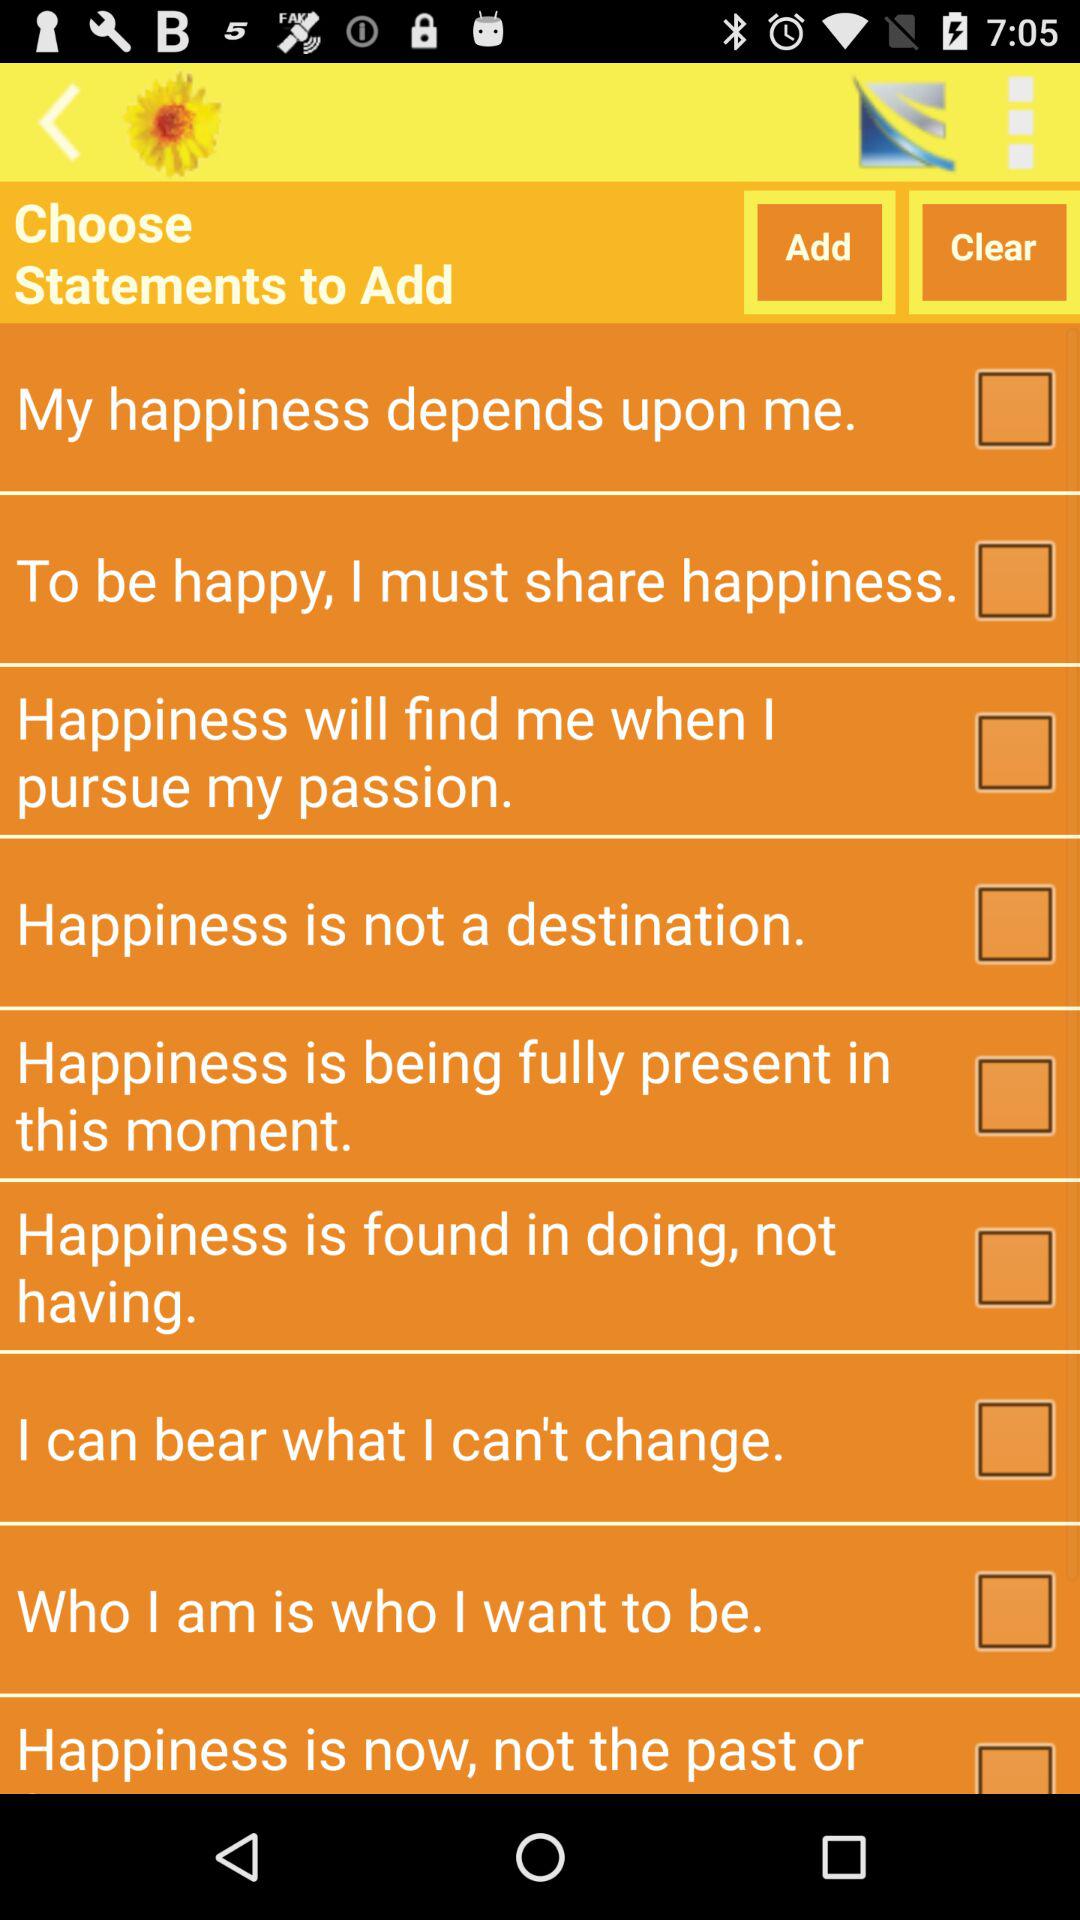 B 5 FAKE 7:05
Choose
Statements to Add
Add Clear
My happiness depends upon me.
To be happy, I must share happiness.
Happiness will find me when I
pursue my passion.
Happiness is not a destination.
Happiness is being fully present in
this moment.
Happiness is found in doing, not
having.
I can bear what I can't change.
Who I am is who I want to be.
Happiness is now, not the past or